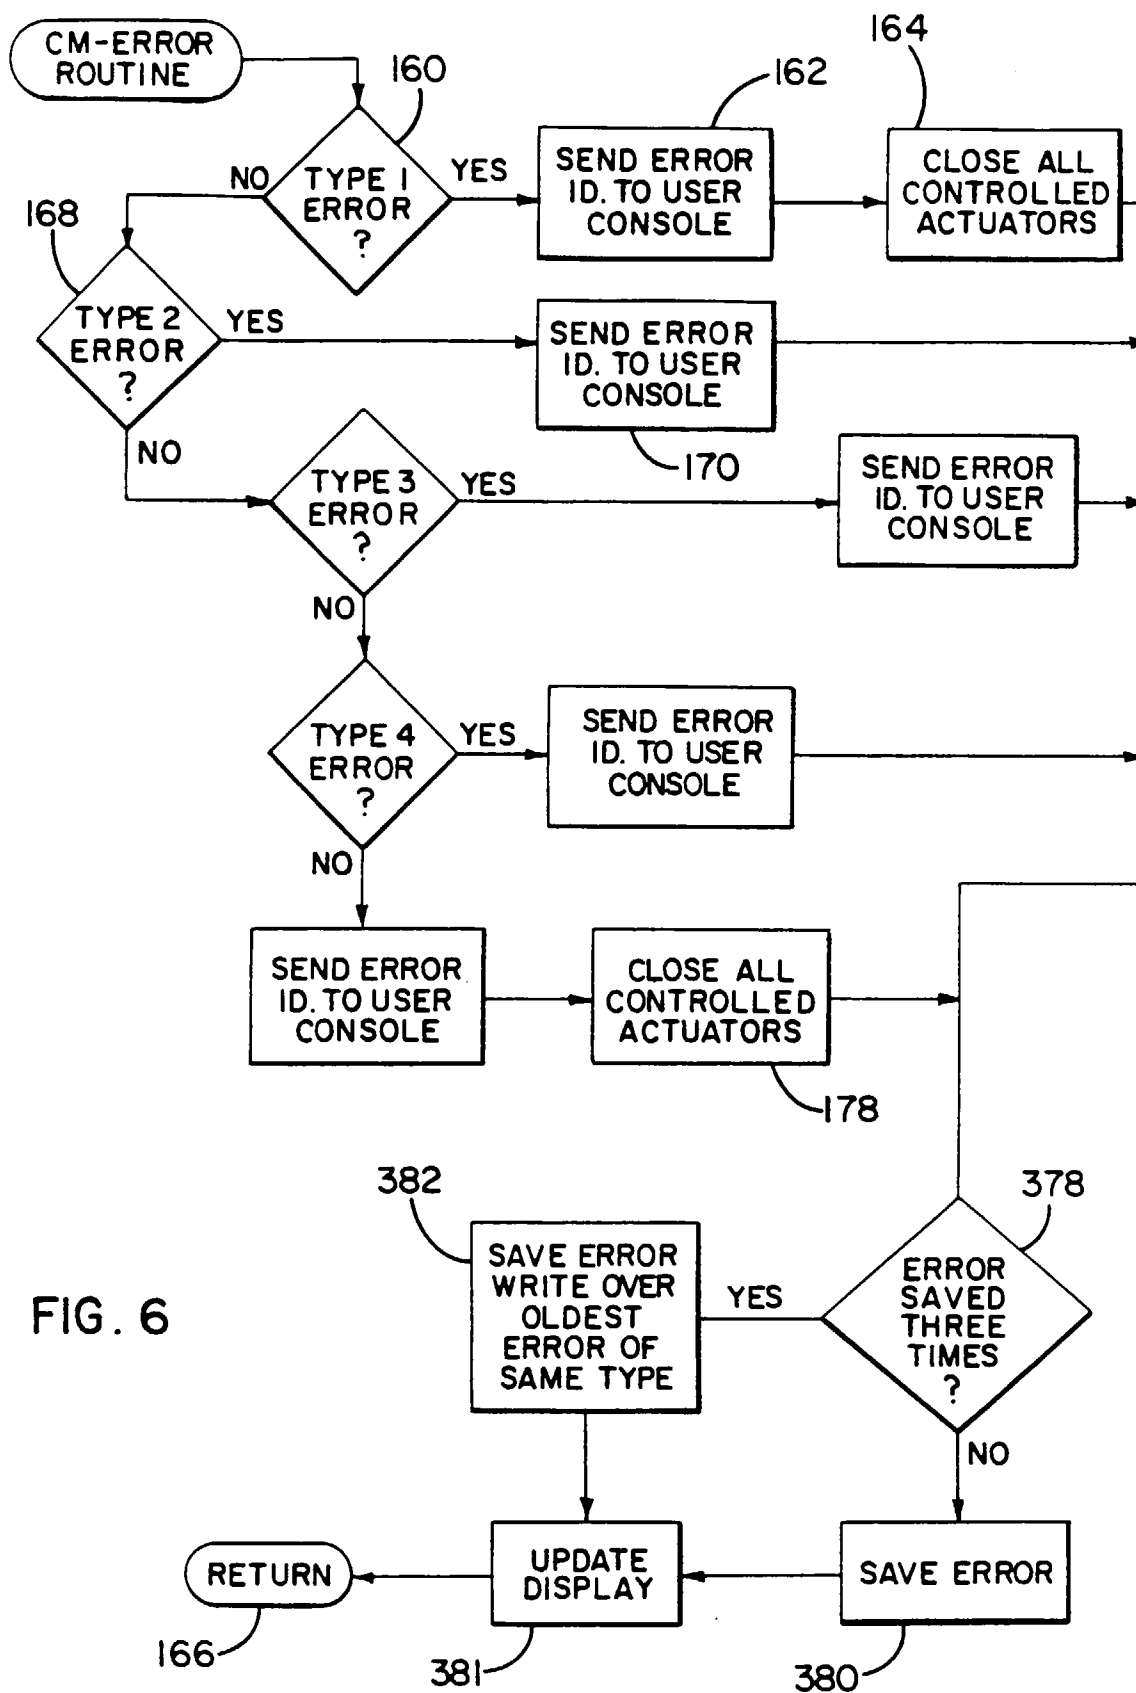 CM-ERROR
ROUTINE
160
162
164
TYPE 1
ERROR
?
NO
YES
SEND ERROR
ID. TO USER
CONSOLE
CLOSE ALL
CONTROLLED
ACTUATORS
168
TYPE 2
ERROR
?
YES
NO
SEND ERROR
ID. TO USER
CONSOLE
170
TYPE 3
ERROR
?
YES
NO
SEND ERROR
ID. TO USER
CONSOLE
TYPE 4
ERROR
?
YES
NO
SEND ERROR
ID. TO USER
CONSOLE
SEND ERROR
ID. TO USER
CONSOLE
CLOSE ALL
CONTROLLED
ACTUATORS
178
382
378
SAVE ERROR
WRITE OVER
OLDEST
ERROR OF
SAME TYPE
YES
ERROR
SAVED
THREE
TIMES
?
NO
FIG. 6
RETURN
166
UPDATE
DISPLAY
381
SAVE ERROR
380